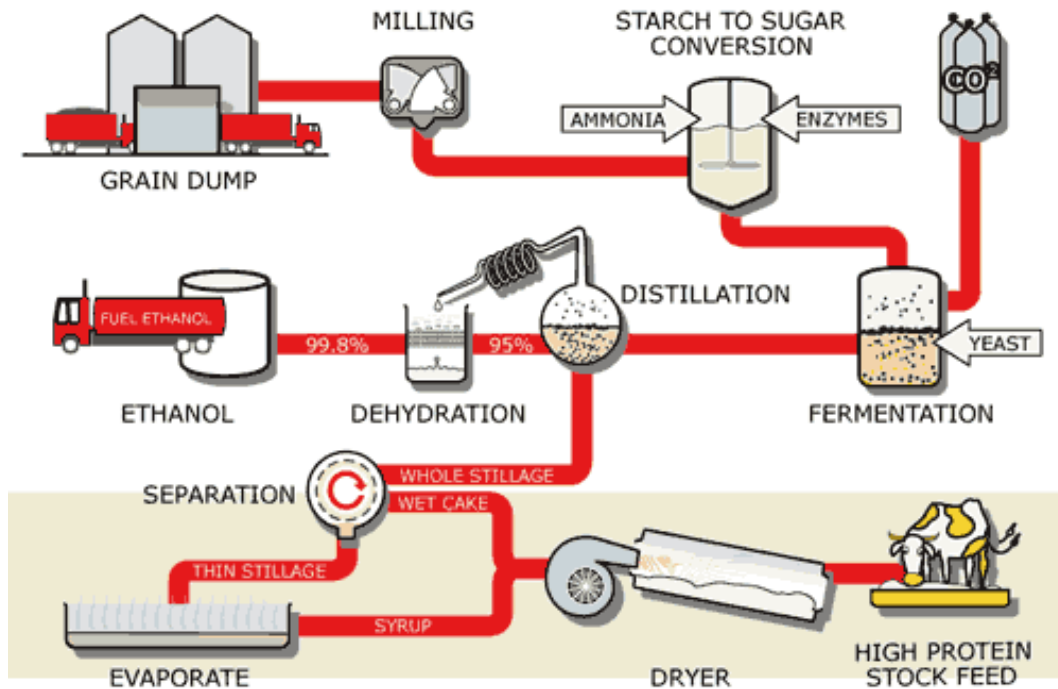 MILLING
STARCH TO SUGAR
CONVERSION
CO2
AMMONIA
ENZYMES
GRAIN DUMP
DISTILLATION
FUEL ETHANOL
99.8%
95%
YEAST
ETHANOL
DEHYDRATION
FERMENTATION
WHOLE STILLAGE
SEPARATION
WET CAKE
THIN STILLAGE
SYRUP
EVAPORATE
DRYER
HIGH PROTEIN
STOCK FEED